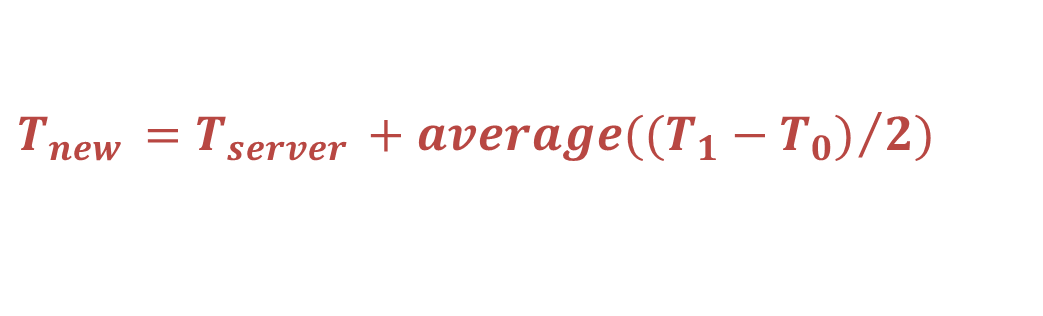 T_new = T_server + average((T_1 − T_0)/2)